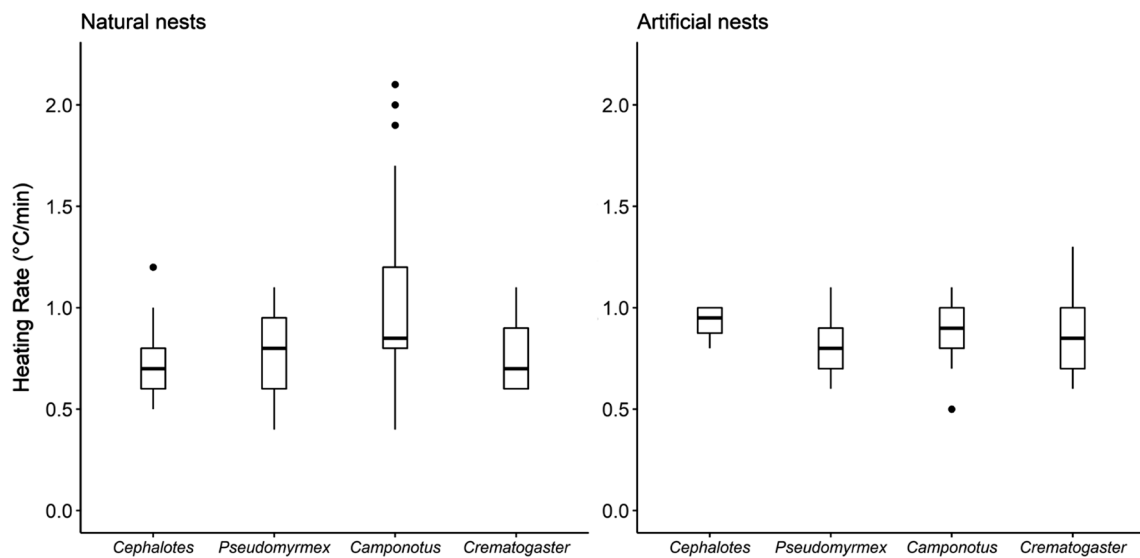 Natural nests
Artificial nests
Heating Rate (°C/min)
2.0
1.5
1.0
0.5
0.0
2.0
1.5
1.0
0.5
0.0
Cephalotes
Pseudomyrmex
Camponotus
Crematogaster
Cephalotes
Pseudomyrmex
Camponotus
Crematogaster